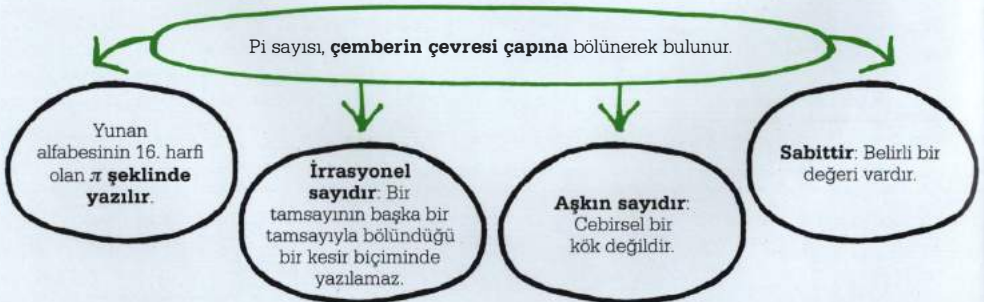 Pi sayısı, çemberin çevresi çapına bölünerek bulunur.
Yunan
alfabesinin 16. harfi
olan π şeklinde
yazılır.
İrrasyonel
sayıdır: Bir
tamsayının başka bir
tamsayıyla bölündüğü
bir kesir biçiminde
yazılamaz.
Aşkın sayıdır:
Cebirsel bir
kök değildir.
Sabittir: Belirli bir
değeri vardır.